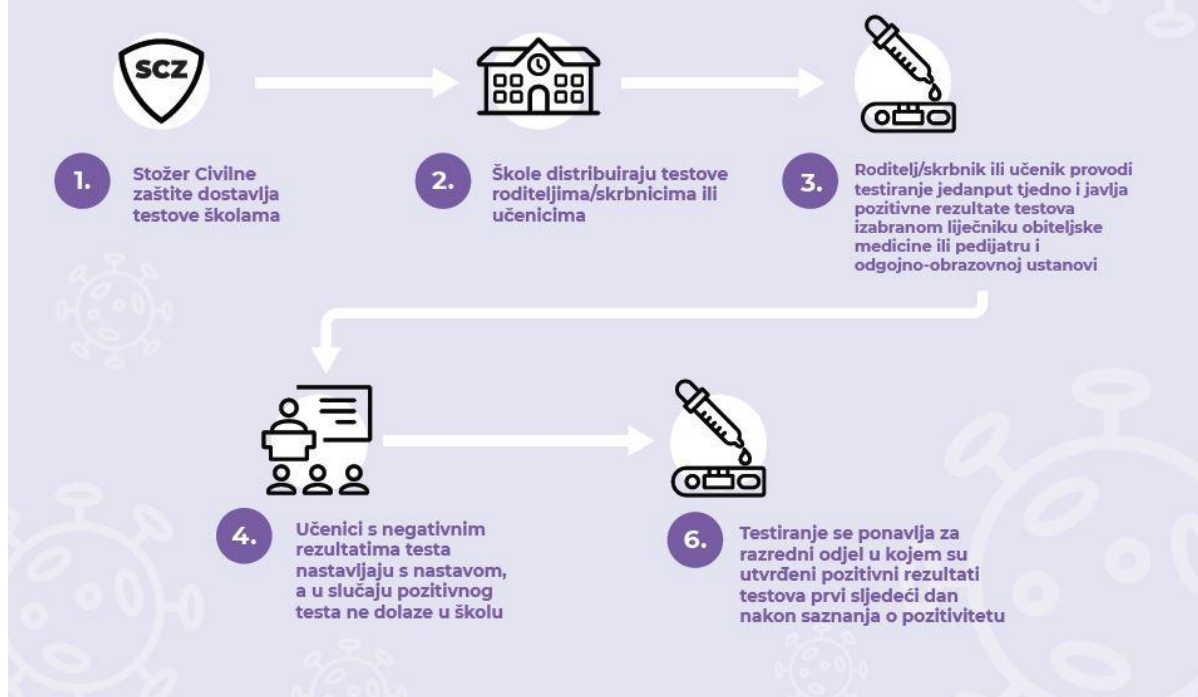 SCZ
1.
Stožer Civilne
zaštite dostavlja
testove školama
2.
Škole distribuiraju testove
roditeljima/skrbnicima ili
učenicima
3.
Roditelj/skrbnik ili učenik provodi
testiranje jedanput tjedno i javlja
pozitivne rezultate testova
izabranom liječniku obiteljske
medicine ili pedijatru i
odgojno-obrazovnoj ustanovi
4.
Učenici s negativnim
rezultatima testa
nastavljaju s nastavom,
a u slučaju pozitivnog
testa ne dolaze u školu
6.
Testiranje se ponavlja za
razredni odjel u kojem su
utvrđeni pozitivni rezultati
testova prvi sljedeći dan
nakon saznanja o pozitivitetu